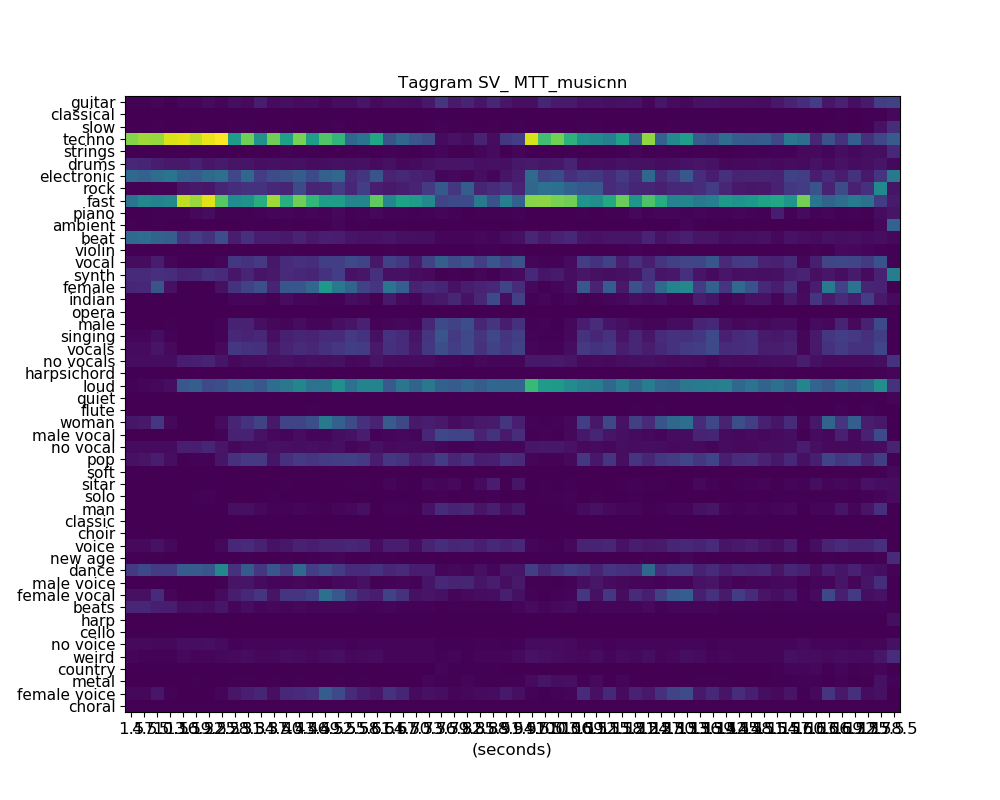 Taggram SV_ MTT_musicnn
guitar
classical
slow
techno
strings
drums
electronic
rock
fast
piano
ambient
beat
violin
vocal
synth
female
indian
opera
male
singing
vocals
no vocals
harpsichord
loud
quiet
flute
woman
male vocal
no vocal
pop
soft
sitar
solo
man
classic
choir
voice
new age
dance
male voice
female vocal
beats
harp
cello
no voice
weird
country
metal
female voice
choral
(seconds)